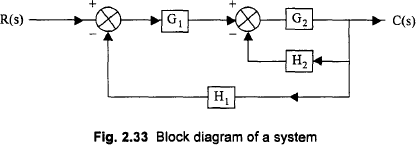 R(s)
+
−
G1
+
−
G2
C(s)
H2
H1
Fig. 2.33 Block diagram of a system